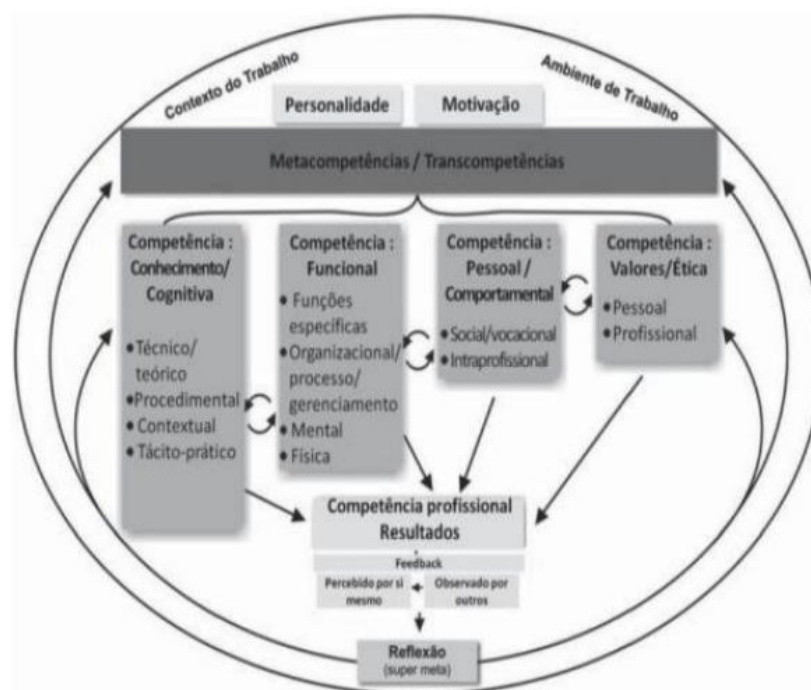 Contexto do Trabalho
Ambiente de Trabalho
Personalidade
Motivação
Metacompetências / Transcompetências
Competência :
Conhecimento/
Cognitiva
• Técnico/
teórico
• Procedimental
• Contextual
• Tácito-prático
Competência :
Funcional
• Funções
específicas
• Organizacional/
processo/
gerenciamento
• Mental
• Física
Competência :
Pessoal /
Comportamental
• Social/vocacional
• Intraprofissional
Competência :
Valores/Ética
• Pessoal
• Profissional
Competência profissional
Resultados
Feedback
Percebido por si
mesmo
Observado por
outros
Reflexão
(super meta)